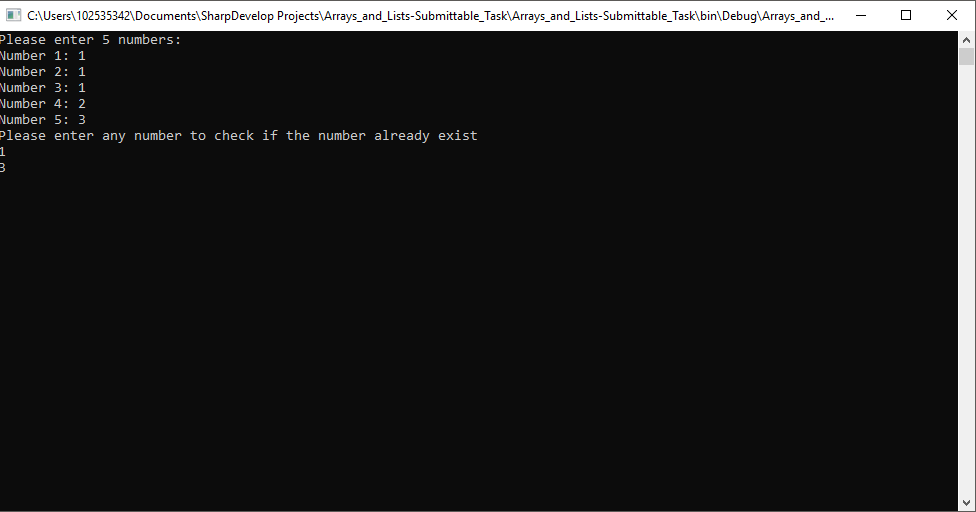 C:\Users\102535342\Documents\SharpDevelop Projects\Arrays_and_Lists-Submittable_Task\Arrays_and_Lists-Submittable_Task\bin\Debug\Arrays_and_...
Please enter 5 numbers:
Number 1: 1
Number 2: 1
Number 3: 1
Number 4: 2
Number 5: 3
Please enter any number to check if the number already exist
1
3